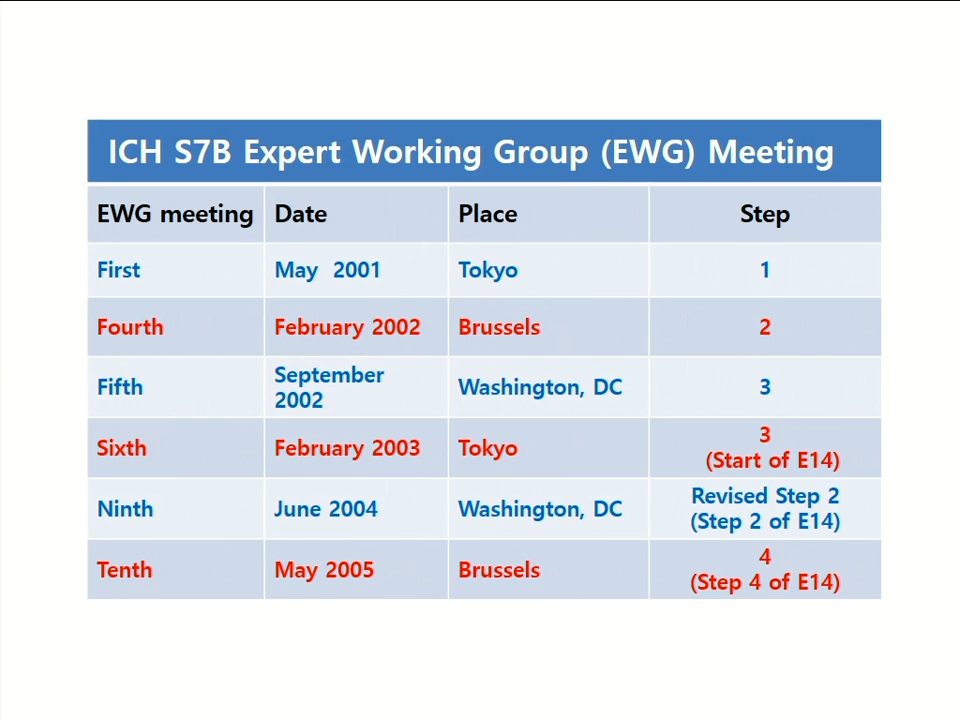 ICH S7B Expert Working Group (EWG) Meeting
EWG meeting Date Place Step
First May 2001 Tokyo 1
Fourth February 2002 Brussels 2
Fifth September 2002 Washington, DC 3
Sixth February 2003 Tokyo 3 (Start of E14)
Ninth June 2004 Washington, DC Revised Step 2 (Step 2 of E14)
Tenth May 2005 Brussels 4 (Step 4 of E14)